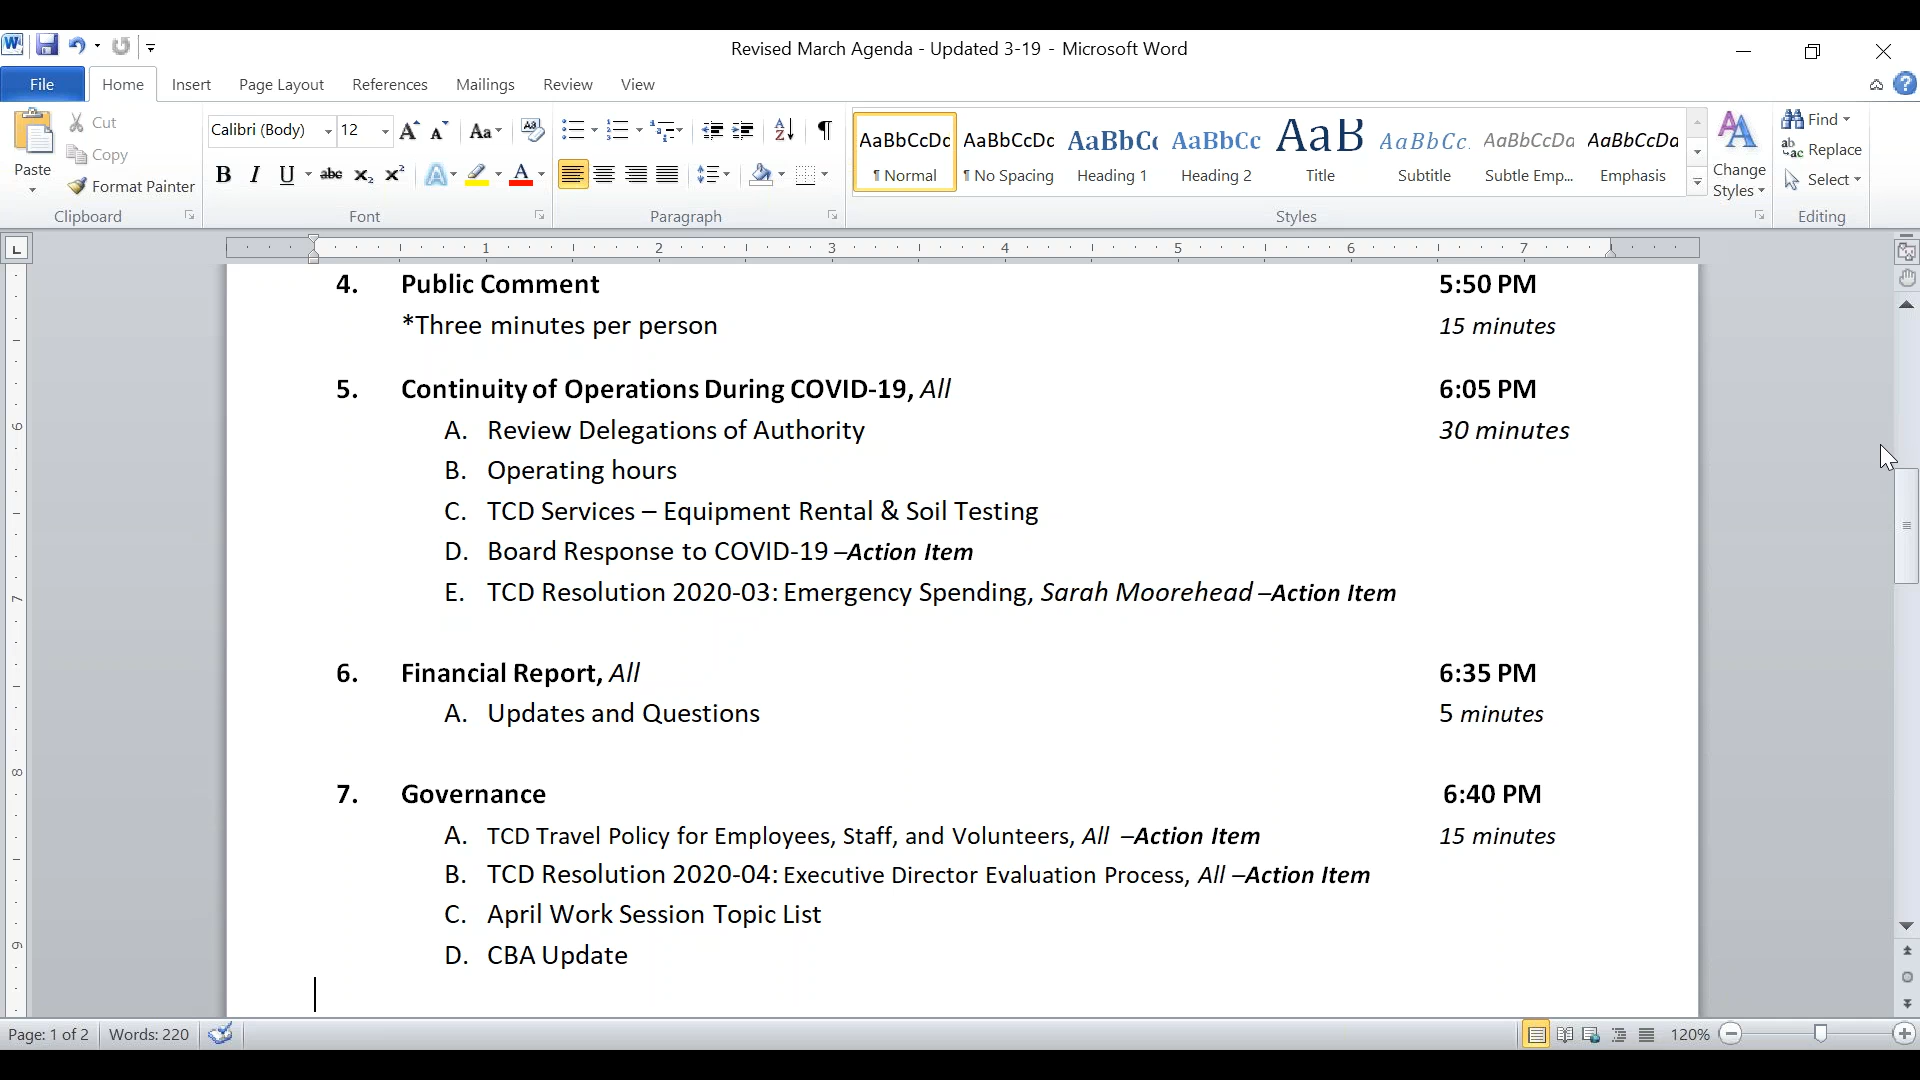 Revised March Agenda - Updated 3-19 - Microsoft Word
File Home Insert Page Layout References Mailings Review View
Paste
Cut
Copy
Format Painter
Clipboard
Calibri (Body) 12
Font
Paragraph
AaBbCcDc AaBbCcDc AaBbCc AaBbCc AaB AaBbCc. AaBbCcDa AaBbCcDa
¶ Normal ¶ No Spacing Heading 1 Heading 2 Title Subtitle Subtle Emp... Emphasis
Styles
Change Styles
Find
Replace
Select
Editing
1 2 3 4 5 6 7
4. Public Comment 5:50 PM
*Three minutes per person 15 minutes
5. Continuity of Operations During COVID-19, All 6:05 PM
A. Review Delegations of Authority 30 minutes
B. Operating hours
C. TCD Services – Equipment Rental & Soil Testing
D. Board Response to COVID-19 –Action Item
E. TCD Resolution 2020-03: Emergency Spending, Sarah Moorehead –Action Item
6. Financial Report, All 6:35 PM
A. Updates and Questions 5 minutes
7. Governance 6:40 PM
A. TCD Travel Policy for Employees, Staff, and Volunteers, All –Action Item 15 minutes
B. TCD Resolution 2020-04: Executive Director Evaluation Process, All –Action Item
C. April Work Session Topic List
D. CBA Update
Page: 1 of 2 Words: 220 120%